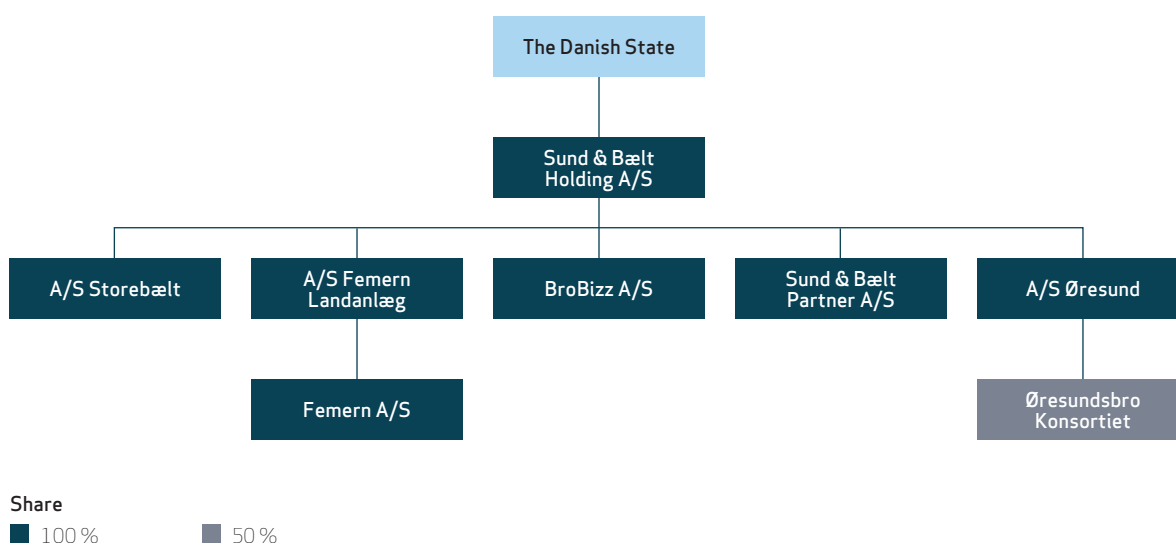 The Danish State
Sund & Bælt
Holding A/S
A/S Storebælt
A/S Femern
Landanlæg
BroBizz A/S
Sund & Bælt
Partner A/S
A/S Øresund
Femern A/S
Øresundsbro
Konsortiet
Share
100 %
50 %